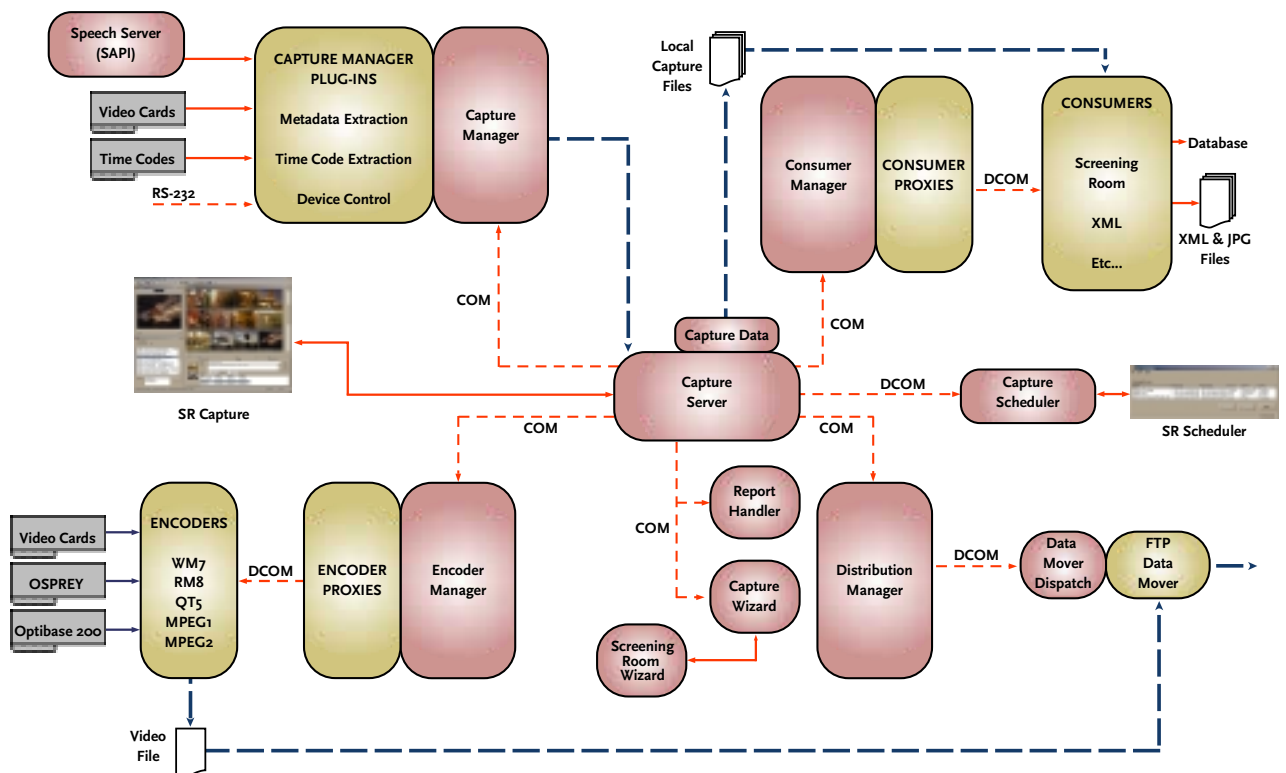 Speech Server
(SAPI)
Video Cards
Time Codes
RS-232
CAPTURE MANAGER
PLUG-INS
Metadata Extraction
Time Code Extraction
Device Control
Capture
Manager
Local
Capture
Files
Consumer
Manager
CONSUMER
PROXIES
DCOM
CONSUMERS
Screening
Room
XML
Etc...
Database
XML & JPG
Files
COM
COM
SR Capture
Capture Data
Capture
Server
DCOM
Capture
Scheduler
SR Scheduler
COM
COM
Video Cards
OSPREY
Optibase 200
ENCODERS
WM7
RM8
QT5
MPEG1
MPEG2
DCOM
ENCODER
PROXIES
Encoder
Manager
Report
Handler
COM
Capture
Wizard
Screening
Room
Wizard
Distribution
Manager
DCOM
Data
Mover
Dispatch
FTP
Data
Mover
Video
File